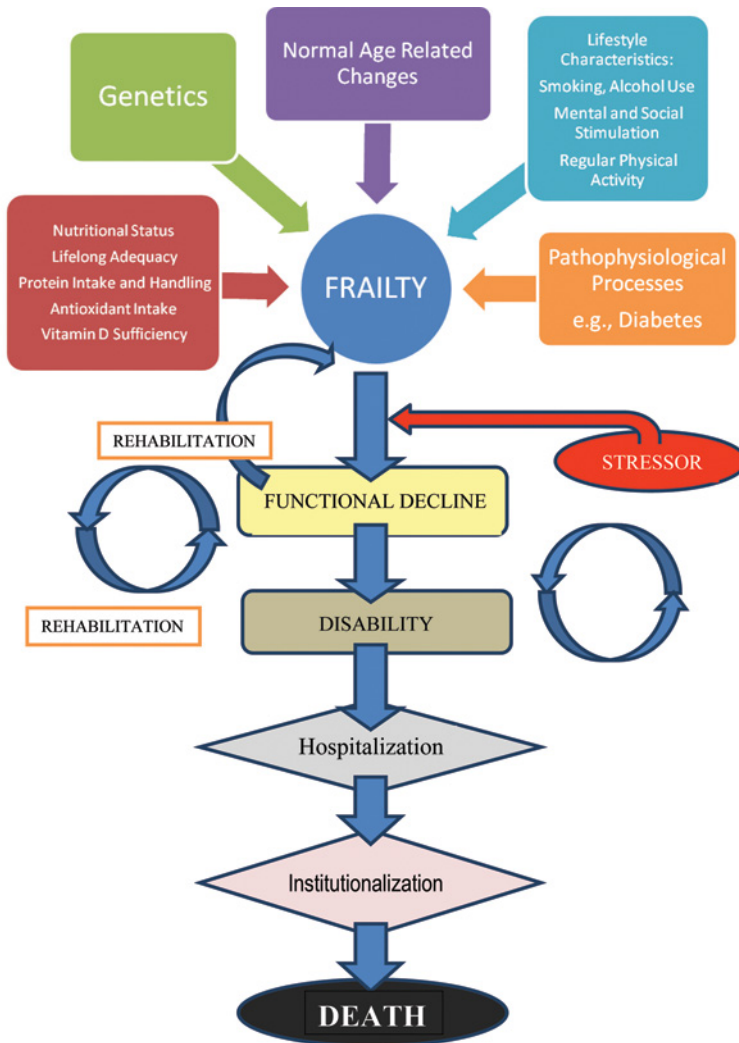 Genetics
Normal Age Related
Changes
Lifestyle
Characteristics:
Smoking, Alcohol Use
Mental and Social
Stimulation
Regular Physical
Activity
Nutritional Status
Lifelong Adequacy
Protein Intake and Handling
Antioxidant Intake
Vitamin D Sufficiency
FRAILTY
Pathophysiological
Processes
e.g., Diabetes
REHABILITATION
STRESSOR
FUNCTIONAL DECLINE
REHABILITATION
DISABILITY
Hospitalization
Institutionalization
DEATH